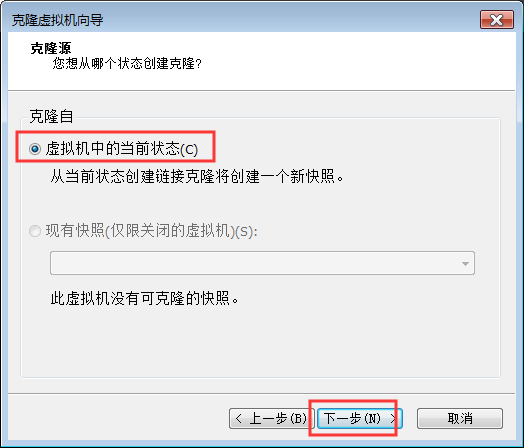 克隆虚拟机向导
克隆源
您想从哪个状态创建克隆?
克隆自
虚拟机中的当前状态(C)
从当前状态创建链接克隆将创建一个新快照。
现有快照(仅限关闭的虚拟机)(S):
此虚拟机没有可克隆的快照。
< 上一步(B) 下一步(N) > 取消